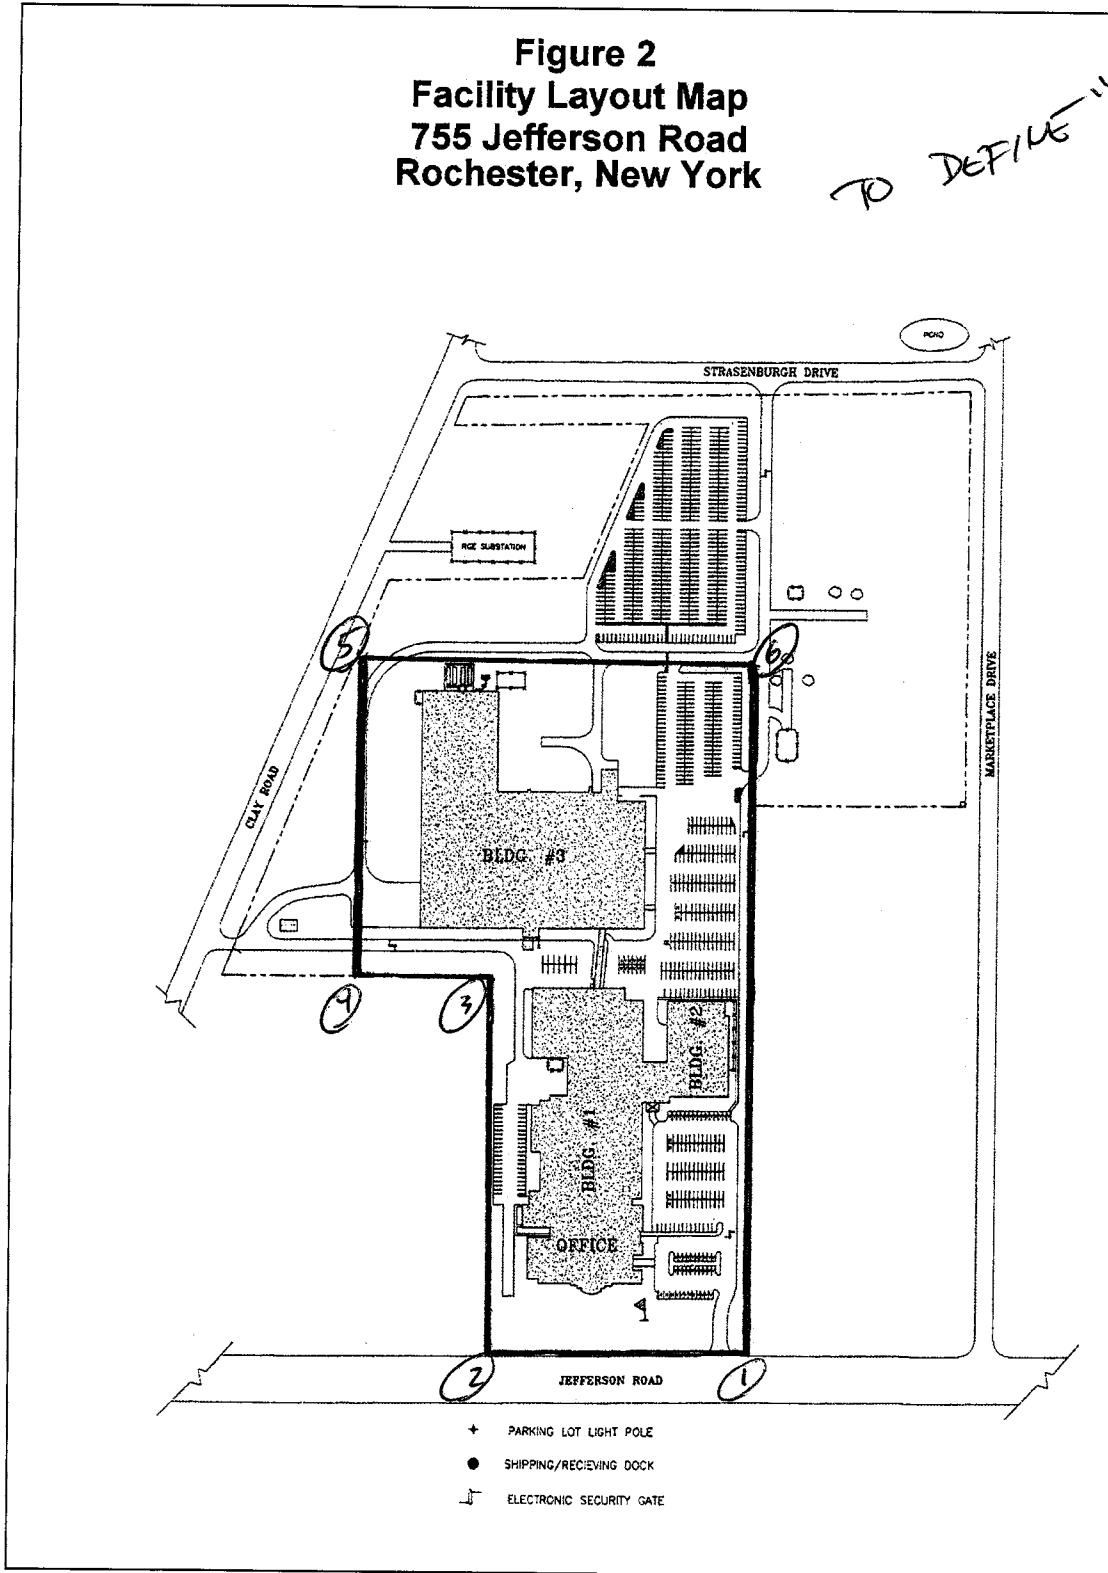 Figure 2
Facility Layout Map
755 Jefferson Road
Rochester, New York
TO DEFINE "
STRASENBURGH DRIVE
RGE SUBSTATION
5
6
MARKETPLACE DRIVE
CLAY ROAD
BLDG. #3
4
3
BLDG. #2
BLDG. #1
OFFICE
2
JEFFERSON ROAD
1
PARKING LOT LIGHT POLE
SHIPPING/RECIEVING DOCK
ELECTRONIC SECURITY GATE